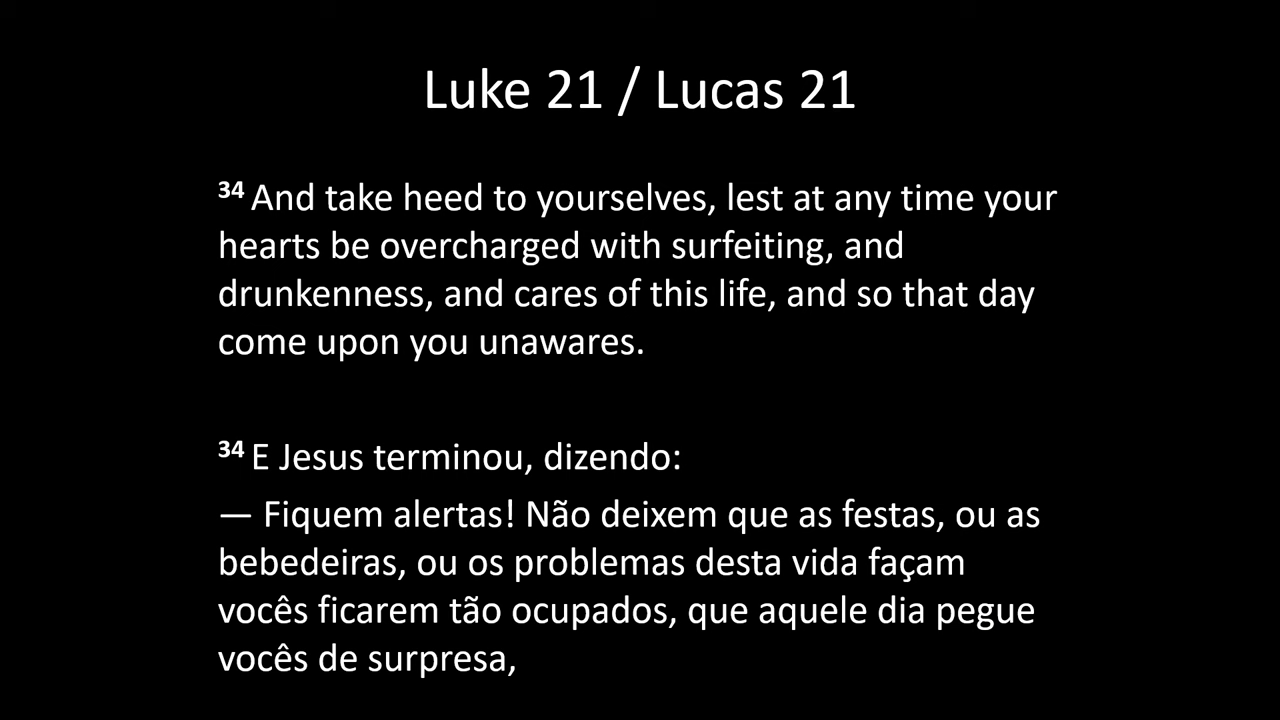 Luke 21 / Lucas 21
34 And take heed to yourselves, lest at any time your
hearts be overcharged with surfeiting, and
drunkenness, and cares of this life, and so that day
come upon you unawares.
34 E Jesus terminou, dizendo:
— Fiquem alertas! Não deixem que as festas, ou as
bebedeiras, ou os problemas desta vida façam
vocês ficarem tão ocupados, que aquele dia pegue
vocês de surpresa,